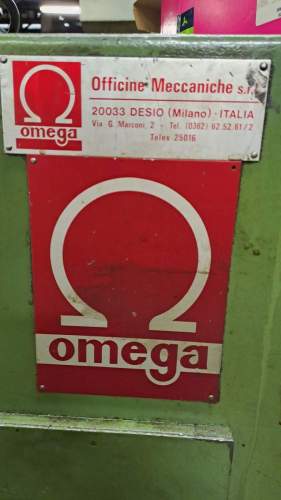 Ω
omega
Officine Meccaniche s.r.
20033 DESIO (Milano) - ITALIA
Via G. Marconi 2 - Tel. (0362) 62.52.61/2
Telex 25016
Ω
omega